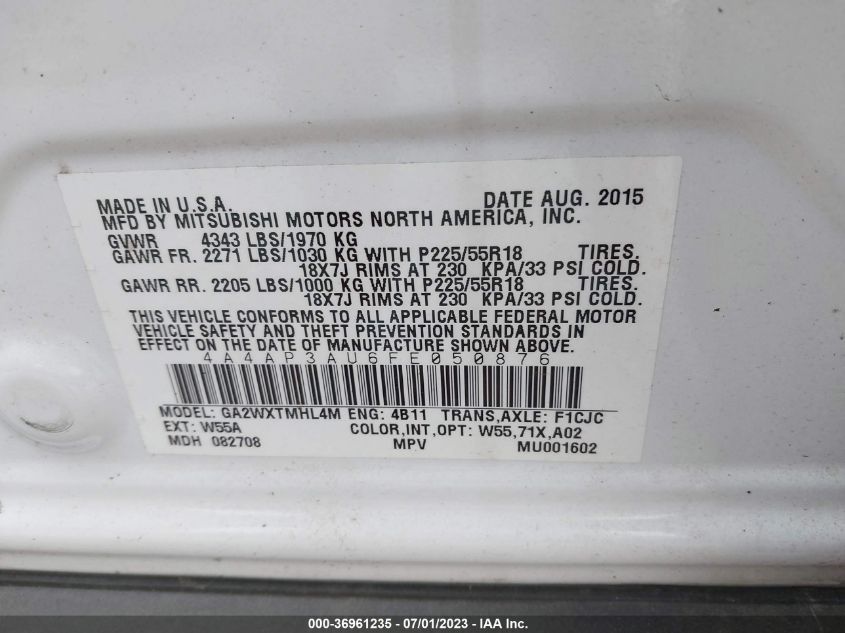 MADE IN U.S.A. DATE AUG. 2015
MFD BY MITSUBISHI MOTORS NORTH AMERICA, INC.
GVWR 4343 LBS/1970 KG
GAWR FR. 2271 LBS/1030 KG WITH P225/55R18 TIRES.
18X7J RIMS AT 230 KPA/33 PSI COLD.
GAWR RR. 2205 LBS/1000 KG WITH P225/55R18 TIRES.
18X7J RIMS AT 230 KPA/33 PSI COLD.
THIS VEHICLE CONFORMS TO ALL APPLICABLE FEDERAL MOTOR
VEHICLE SAFETY AND THEFT PREVENTION STANDARDS IN
EFFECT ON THE DATE OF MANUFACTURE SHOWN ABOVE.
4A4AP3AU6FE050876
MODEL: GA2WXTMHL4M ENG: 4B11 TRANS,AXLE: F1CJC
EXT: W55A COLOR,INT,OPT: W55,71X,A02
MDH 082708 MPV MU001602
000-36961235 - 07/01/2023 - IAA Inc.